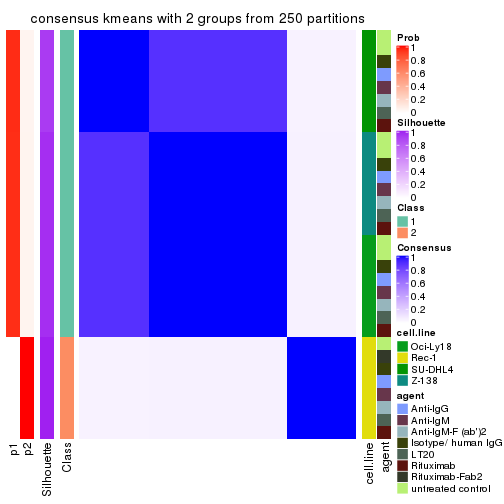 consensus kmeans with 2 groups from 250 partitions
Prob
1
0.8
0.6
0.4
0.2
0
Silhouette
1
0.8
0.6
0.4
0.2
0
Class
1
2
Consensus
1
0.8
0.6
0.4
0.2
0
cell.line
Oci-Ly18
Rec-1
SU-DHL4
Z-138
agent
Anti-IgG
Anti-IgM
Anti-IgM-F (ab')2
Isotype/ human IgG
LT20
Rituximab
Rituximab-Fab2
untreated control
p1
p2
Silhouette
Class
cell.line
agent